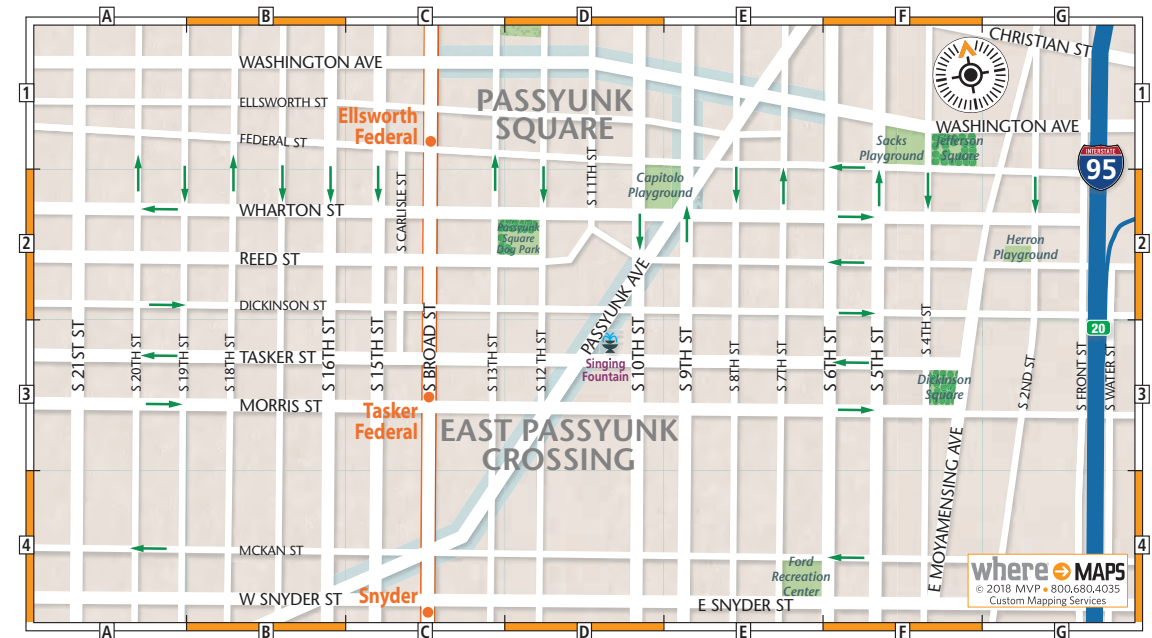 A
B
C
D
E
F
G
CHRISTIAN ST
WASHINGTON AVE
1
1
ELLSWORTH ST
PASSYUNK
SQUARE
Ellsworth
Federal
WASHINGTON AVE
FEDERAL ST
Sacks
Playground
Jefferson
Square
INTERSTATE
95
S 11TH ST
Capitolo
Playground
S CARLISLE ST
WHARTON ST
Passyunk
Square
Dog Park
2
2
REED ST
Herron
Playground
PASSYUNK AVE
DICKINSON ST
20
S 21ST ST
S 20TH ST
S 19TH ST
S 18TH ST
S 16TH ST
S 15TH ST
S BROAD ST
S 13TH ST
S 12TH ST
S 10TH ST
S 9TH ST
S 8TH ST
S 7TH ST
S 6TH ST
S 5TH ST
S 4TH ST
S 2ND ST
S FRONT ST
S WATER ST
TASKER ST
Singing
Fountain
Dickinson
Square
3
3
MORRIS ST
Tasker
Federal
EAST PASSYUNK
CROSSING
E MOYAMENSING AVE
4
4
MCKAN ST
Ford
Recreation
Center
where MAPS
© 2018 MVP • 800.680.4035
Custom Mapping Services
W SNYDER ST
Snyder
E SNYDER ST
A
B
C
D
E
F
G